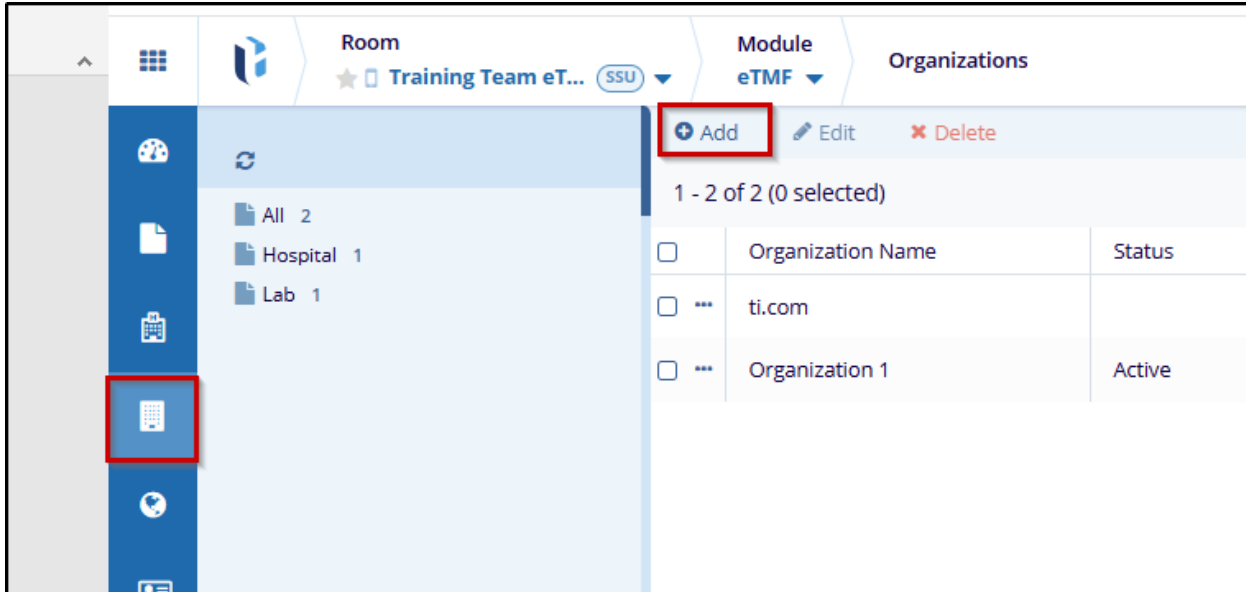 Room
Training Team eT... SSU
Module
eTMF
Organizations
Add Edit Delete
1 - 2 of 2 (0 selected)
All 2
Hospital 1
Lab 1
Organization Name Status
ti.com
Organization 1 Active